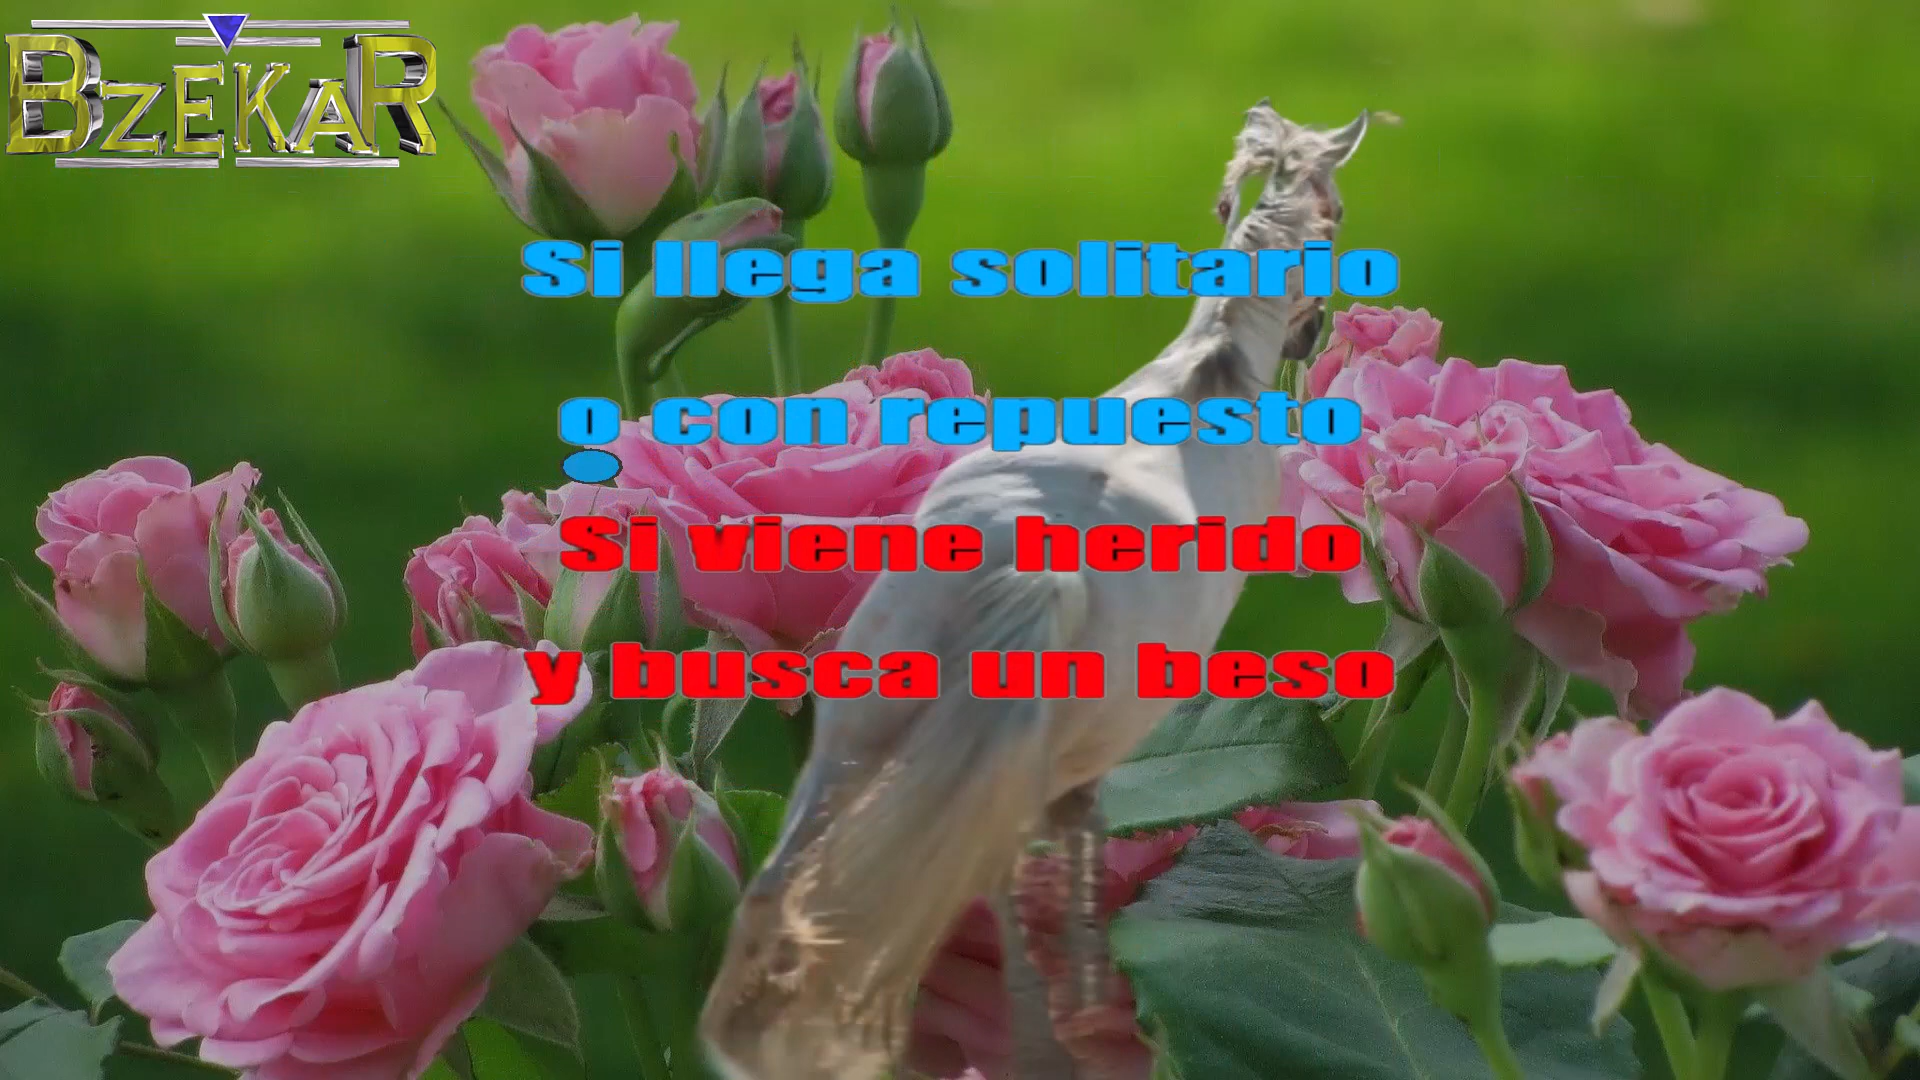 BZEKAR
Si llega solitario
o con repuesto
Si viene herido
y busca un beso